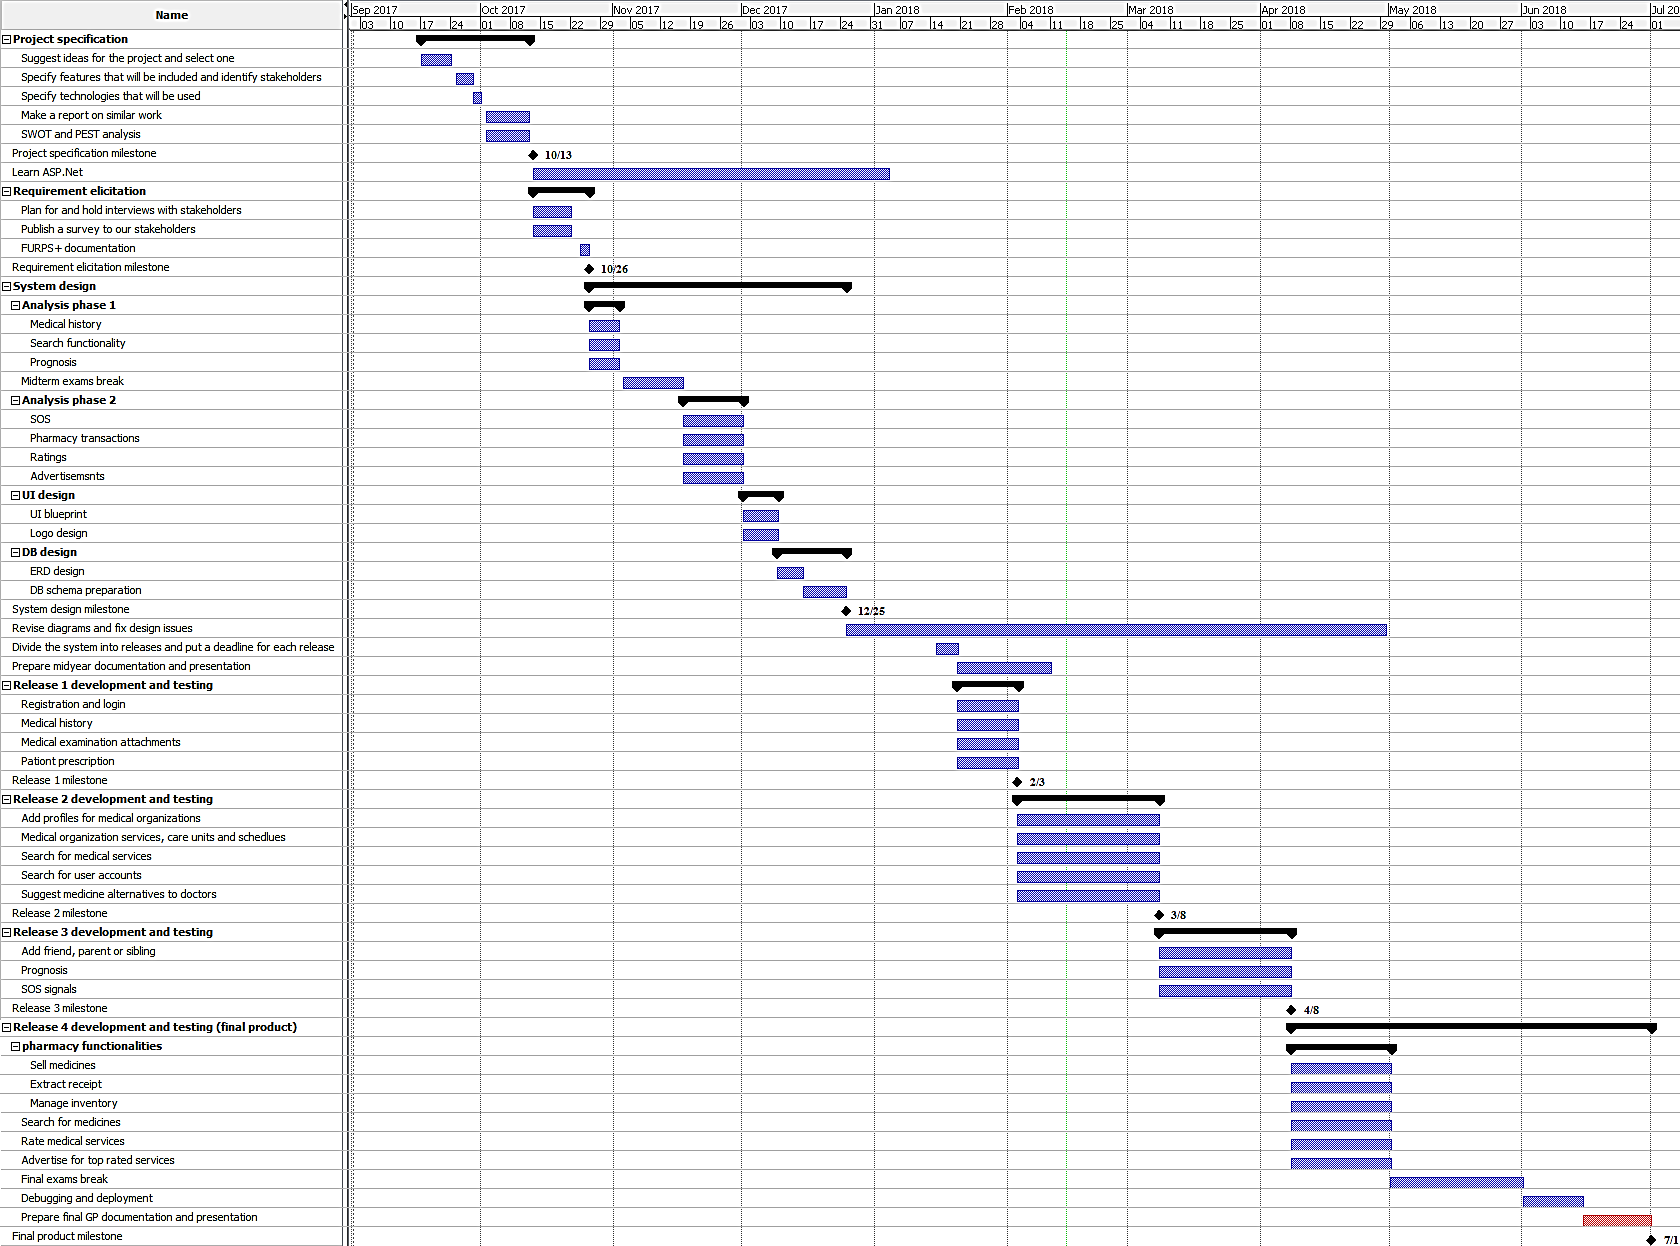 Name
Sep 2017 Oct 2017 Nov 2017 Dec 2017 Jan 2018 Feb 2018 Mar 2018 Apr 2018 May 2018 Jun 2018 Jul 20
03 10 17 24 01 08 15 22 29 05 12 19 26 03 10 17 24 31 07 14 21 28 04 11 18 25 04 11 18 25 01 08 15 22 29 06 13 20 27 03 10 17 24 01
Project specification
Suggest ideas for the project and select one
Specify features that will be included and identify stakeholders
Specify technologies that will be used
Make a report on similar work
SWOT and PEST analysis
Project specification milestone 10/13
Learn ASP.Net
Requirement elicitation
Plan for and hold interviews with stakeholders
Publish a survey to our stakeholders
FURPS+ documentation
Requirement elicitation milestone 10/26
System design
Analysis phase 1
Medical history
Search functionality
Prognosis
Midterm exams break
Analysis phase 2
SOS
Pharmacy transactions
Ratings
Advertisemsnts
UI design
UI blueprint
Logo design
DB design
ERD design
DB schema preparation
System design milestone 12/25
Revise diagrams and fix design issues
Divide the system into releases and put a deadline for each release
Prepare midyear documentation and presentation
Release 1 development and testing
Registration and login
Medical history
Medical examination attachments
Pationt prescription
Release 1 milestone 2/3
Release 2 development and testing
Add profiles for medical organizations
Medical organization services, care units and schedlues
Search for medical services
Search for user accounts
Suggest medicine alternatives to doctors
Release 2 milestone 3/8
Release 3 development and testing
Add friend, parent or sibling
Prognosis
SOS signals
Release 3 milestone 4/8
Release 4 development and testing (final product)
pharmacy functionalities
Sell medicines
Extract receipt
Manage inventory
Search for medicines
Rate medical services
Advertise for top rated services
Final exams break
Debugging and deployment
Prepare final GP documentation and presentation
Final product milestone 7/1